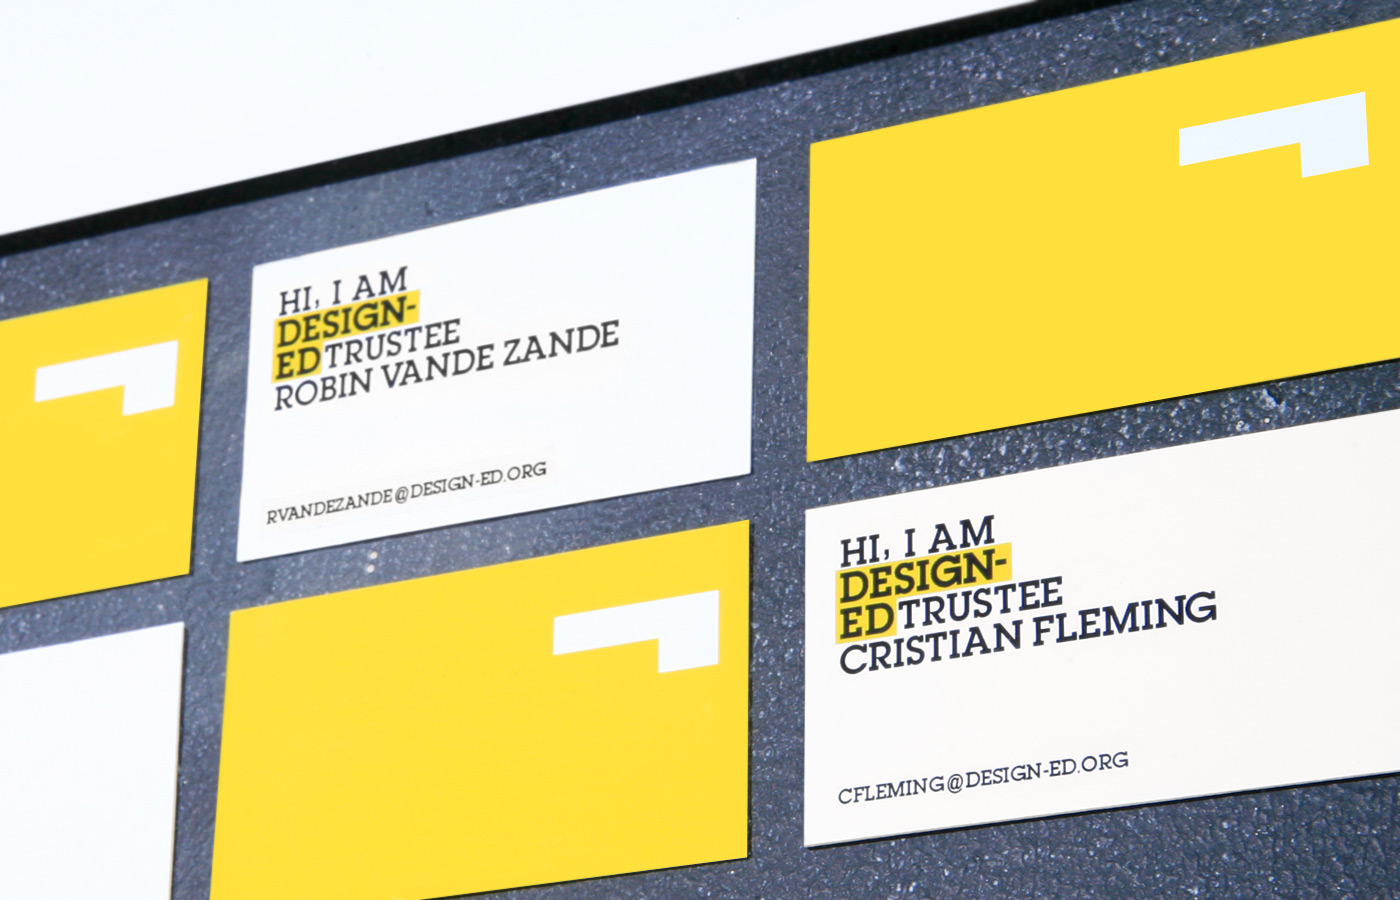 HI, I AM
DESIGN-
ED TRUSTEE
ROBIN VANDE ZANDE
RVANDEZANDE@DESIGN-ED.ORG
HI, I AM
DESIGN-
ED TRUSTEE
CRISTIAN FLEMING
CFLEMING@DESIGN-ED.ORG